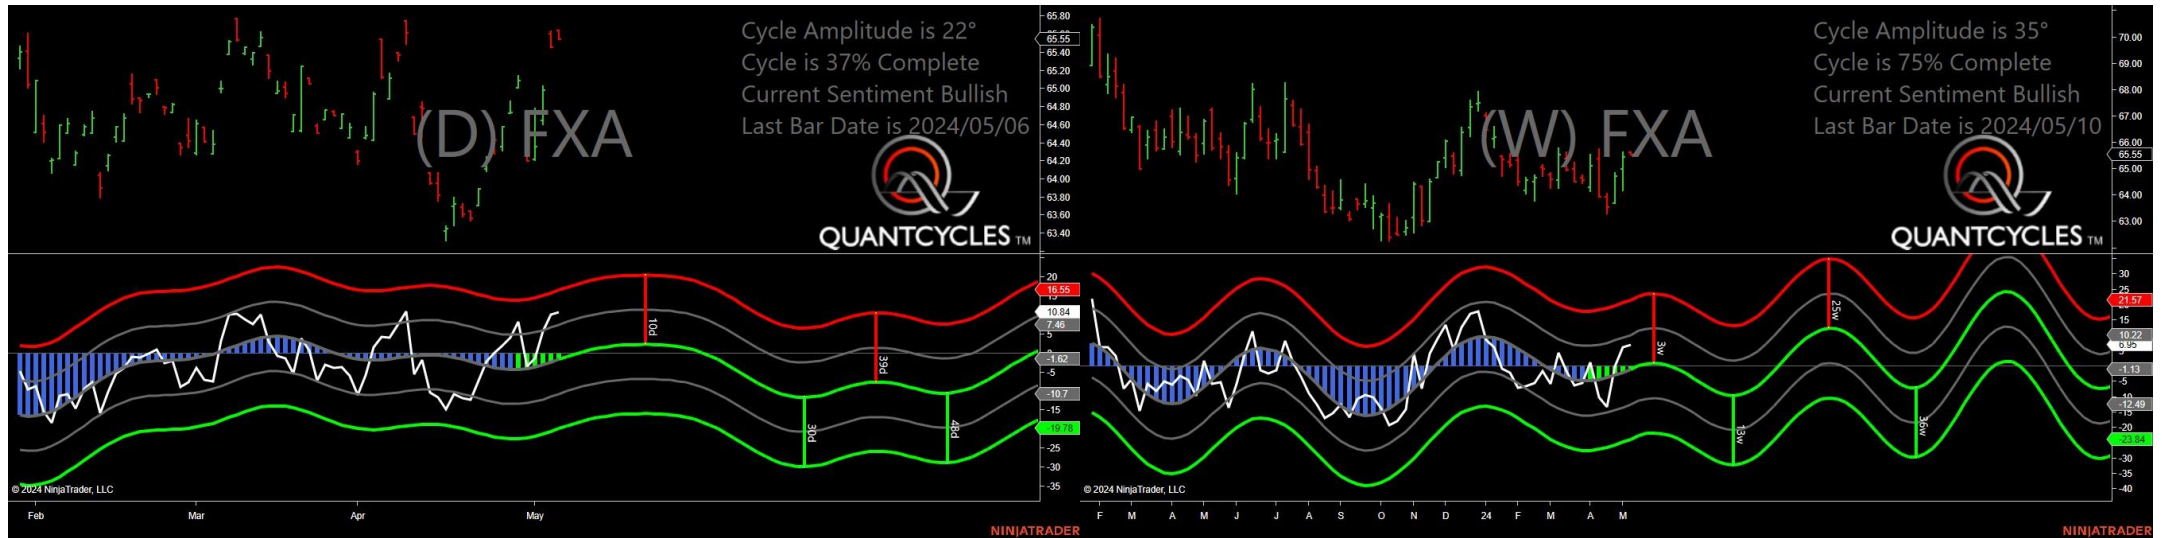 Cycle Amplitude is 22°
Cycle is 37% Complete
Current Sentiment Bullish
Last Bar Date is 2024/05/06
(D) FXA
QUANTCYCLES TM
65.80
65.55
65.40
65.20
65.00
64.80
64.60
64.40
64.20
64.00
63.80
63.60
63.40
20
16.55
15
10.84
7.46
-1.62
-5
-10.7
-15
-19.78
-25
-30
-35
10d
39d
30d
48d
© 2024 NinjaTrader, LLC
Feb Mar Apr May
NINJATRADER
Cycle Amplitude is 35°
Cycle is 75% Complete
Current Sentiment Bullish
Last Bar Date is 2024/05/10
(W) FXA
QUANTCYCLES TM
70.00
69.00
68.00
67.00
66.00
65.55
65.00
64.00
63.00
30
21.57
15
10.22
6.95
-1.13
-5
-12.49
-15
-20
-23.84
-30
-35
-40
3w
25w
13w
36w
© 2024 NinjaTrader, LLC
F M A M J J A S O N D 24 F M A M
NINJATRADER